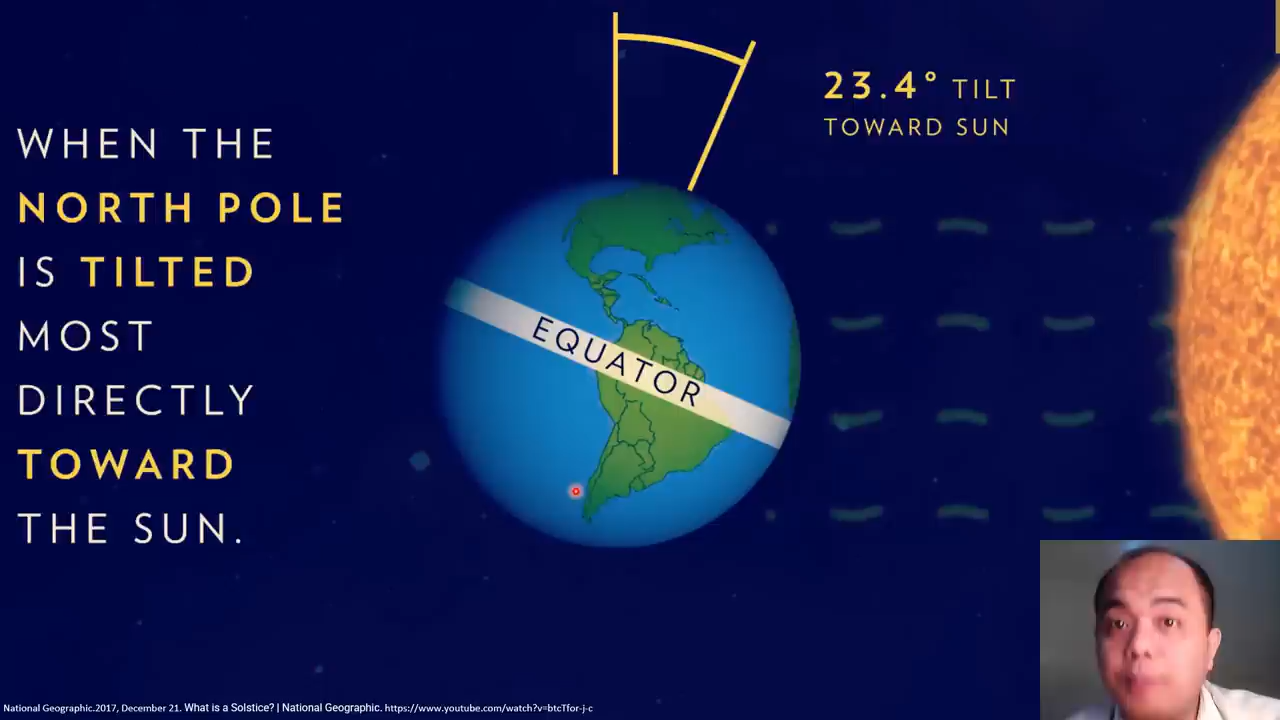 WHEN THE
NORTH POLE
IS TILTED
MOST
DIRECTLY
TOWARD
THE SUN.
23.4° TILT
TOWARD SUN
EQUATOR
National Geographic.2017, December 21. What is a Solstice? | National Geographic. https://www.youtube.com/watch?v=btcTfor-j-c